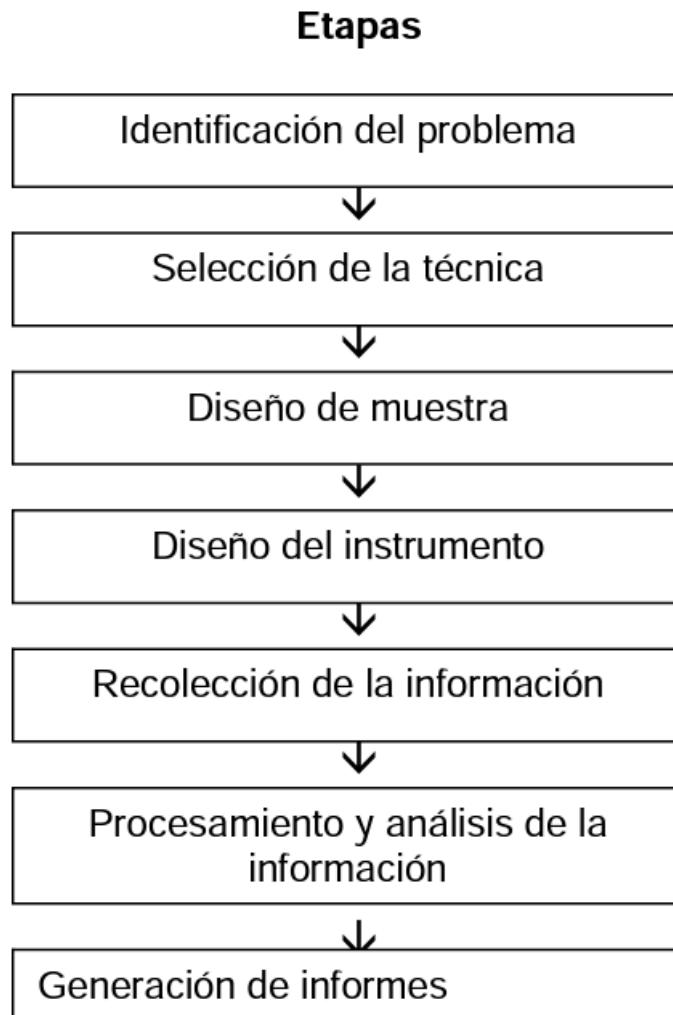 Etapas
Identificación del problema
Selección de la técnica
Diseño de muestra
Diseño del instrumento
Recolección de la información
Procesamiento y análisis de la
información
Generación de informes